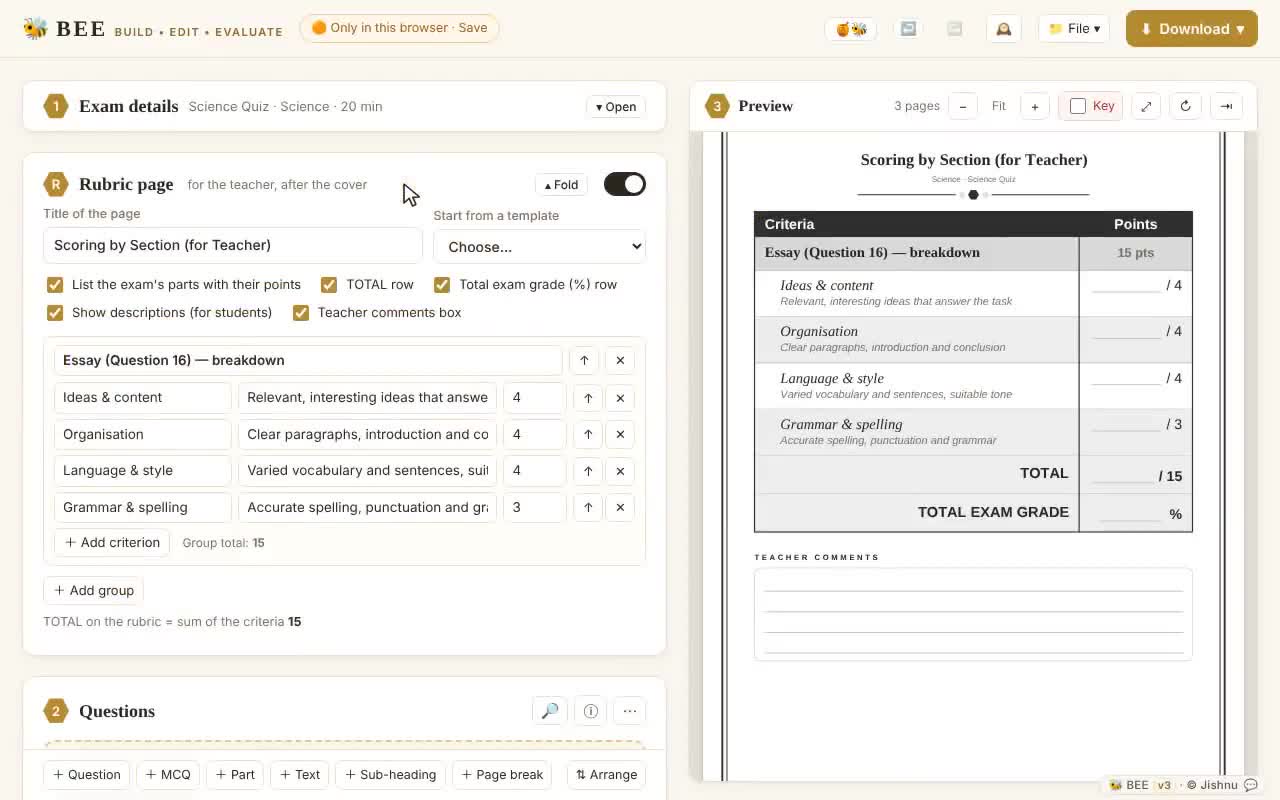 BEE BUILD • EDIT • EVALUATE Only in this browser · Save File ▾ Download ▾
1 Exam details Science Quiz · Science · 20 min ▾ Open
R Rubric page for the teacher, after the cover ▴ Fold
Title of the page Start from a template
Scoring by Section (for Teacher) Choose...
List the exam's parts with their points TOTAL row Total exam grade (%) row
Show descriptions (for students) Teacher comments box
Essay (Question 16) — breakdown ↑ ×
Ideas & content Relevant, interesting ideas that answe 4 ↑ ×
Organisation Clear paragraphs, introduction and co 4 ↑ ×
Language & style Varied vocabulary and sentences, suit 4 ↑ ×
Grammar & spelling Accurate spelling, punctuation and gra 3 ↑ ×
+ Add criterion Group total: 15
+ Add group
TOTAL on the rubric = sum of the criteria 15
2 Questions
+ Question + MCQ + Part + Text + Sub-heading + Page break ⇅ Arrange
3 Preview 3 pages − Fit + Key
Scoring by Section (for Teacher)
Science · Science Quiz
Criteria Points
Essay (Question 16) — breakdown 15 pts
Ideas & content / 4
Relevant, interesting ideas that answer the task
Organisation / 4
Clear paragraphs, introduction and conclusion
Language & style / 4
Varied vocabulary and sentences, suitable tone
Grammar & spelling / 3
Accurate spelling, punctuation and grammar
TOTAL / 15
TOTAL EXAM GRADE %
TEACHER COMMENTS
BEE v3 · © Jishnu